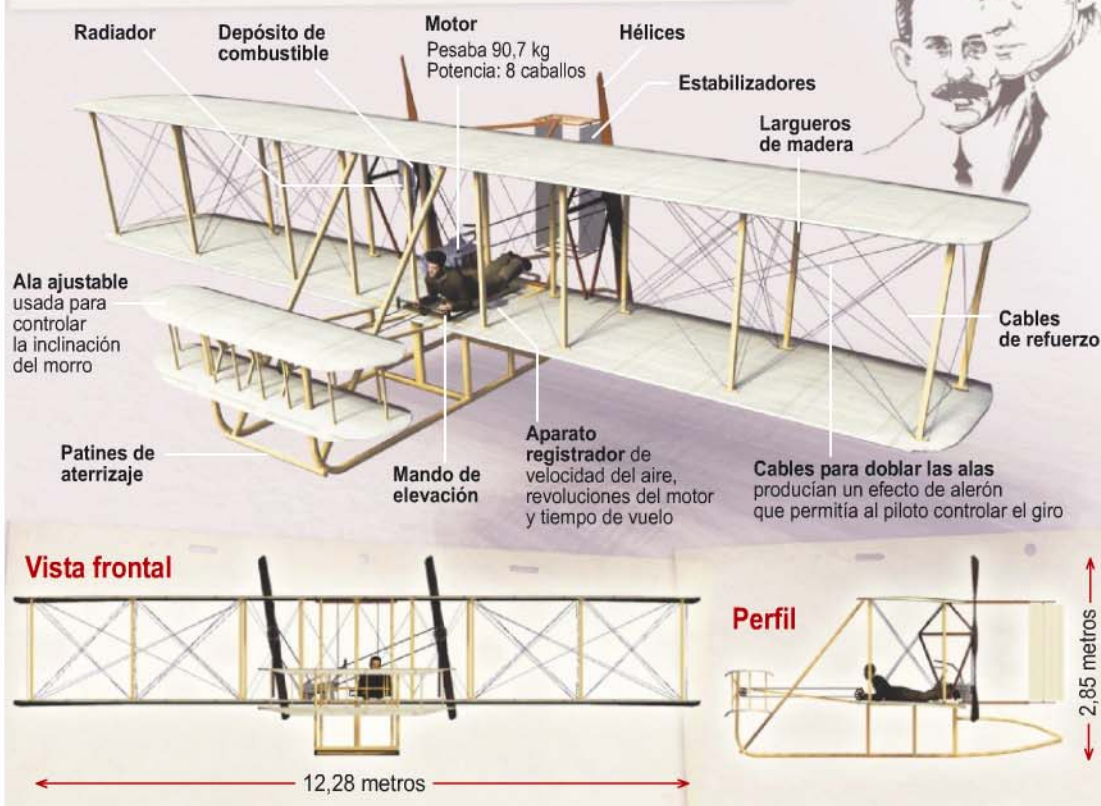 Radiador
Depósito de
combustible
Motor
Pesaba 90,7 kg
Potencia: 8 caballos
Hélices
Estabilizadores
Largueros
de madera
Ala ajustable
usada para
controlar
la inclinación
del morro
Cables
de refuerzo
Patines de
aterrizaje
Mando de
elevación
Aparato
registrador de
velocidad del aire,
revoluciones del motor
y tiempo de vuelo
Cables para doblar las alas
producían un efecto de alerón
que permitía al piloto controlar el giro
Vista frontal
12,28 metros
Perfil
2,85 metros